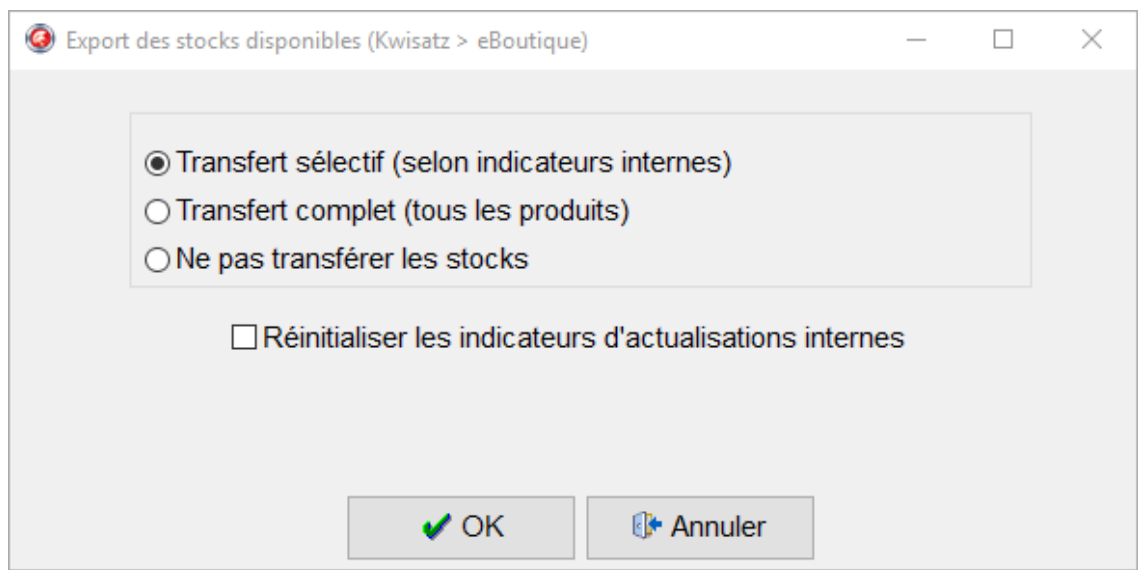 Export des stocks disponibles (Kwisatz > eBoutique)
Transfert sélectif (selon indicateurs internes)
Transfert complet (tous les produits)
Ne pas transférer les stocks
Réinitialiser les indicateurs d'actualisations internes
OK
Annuler